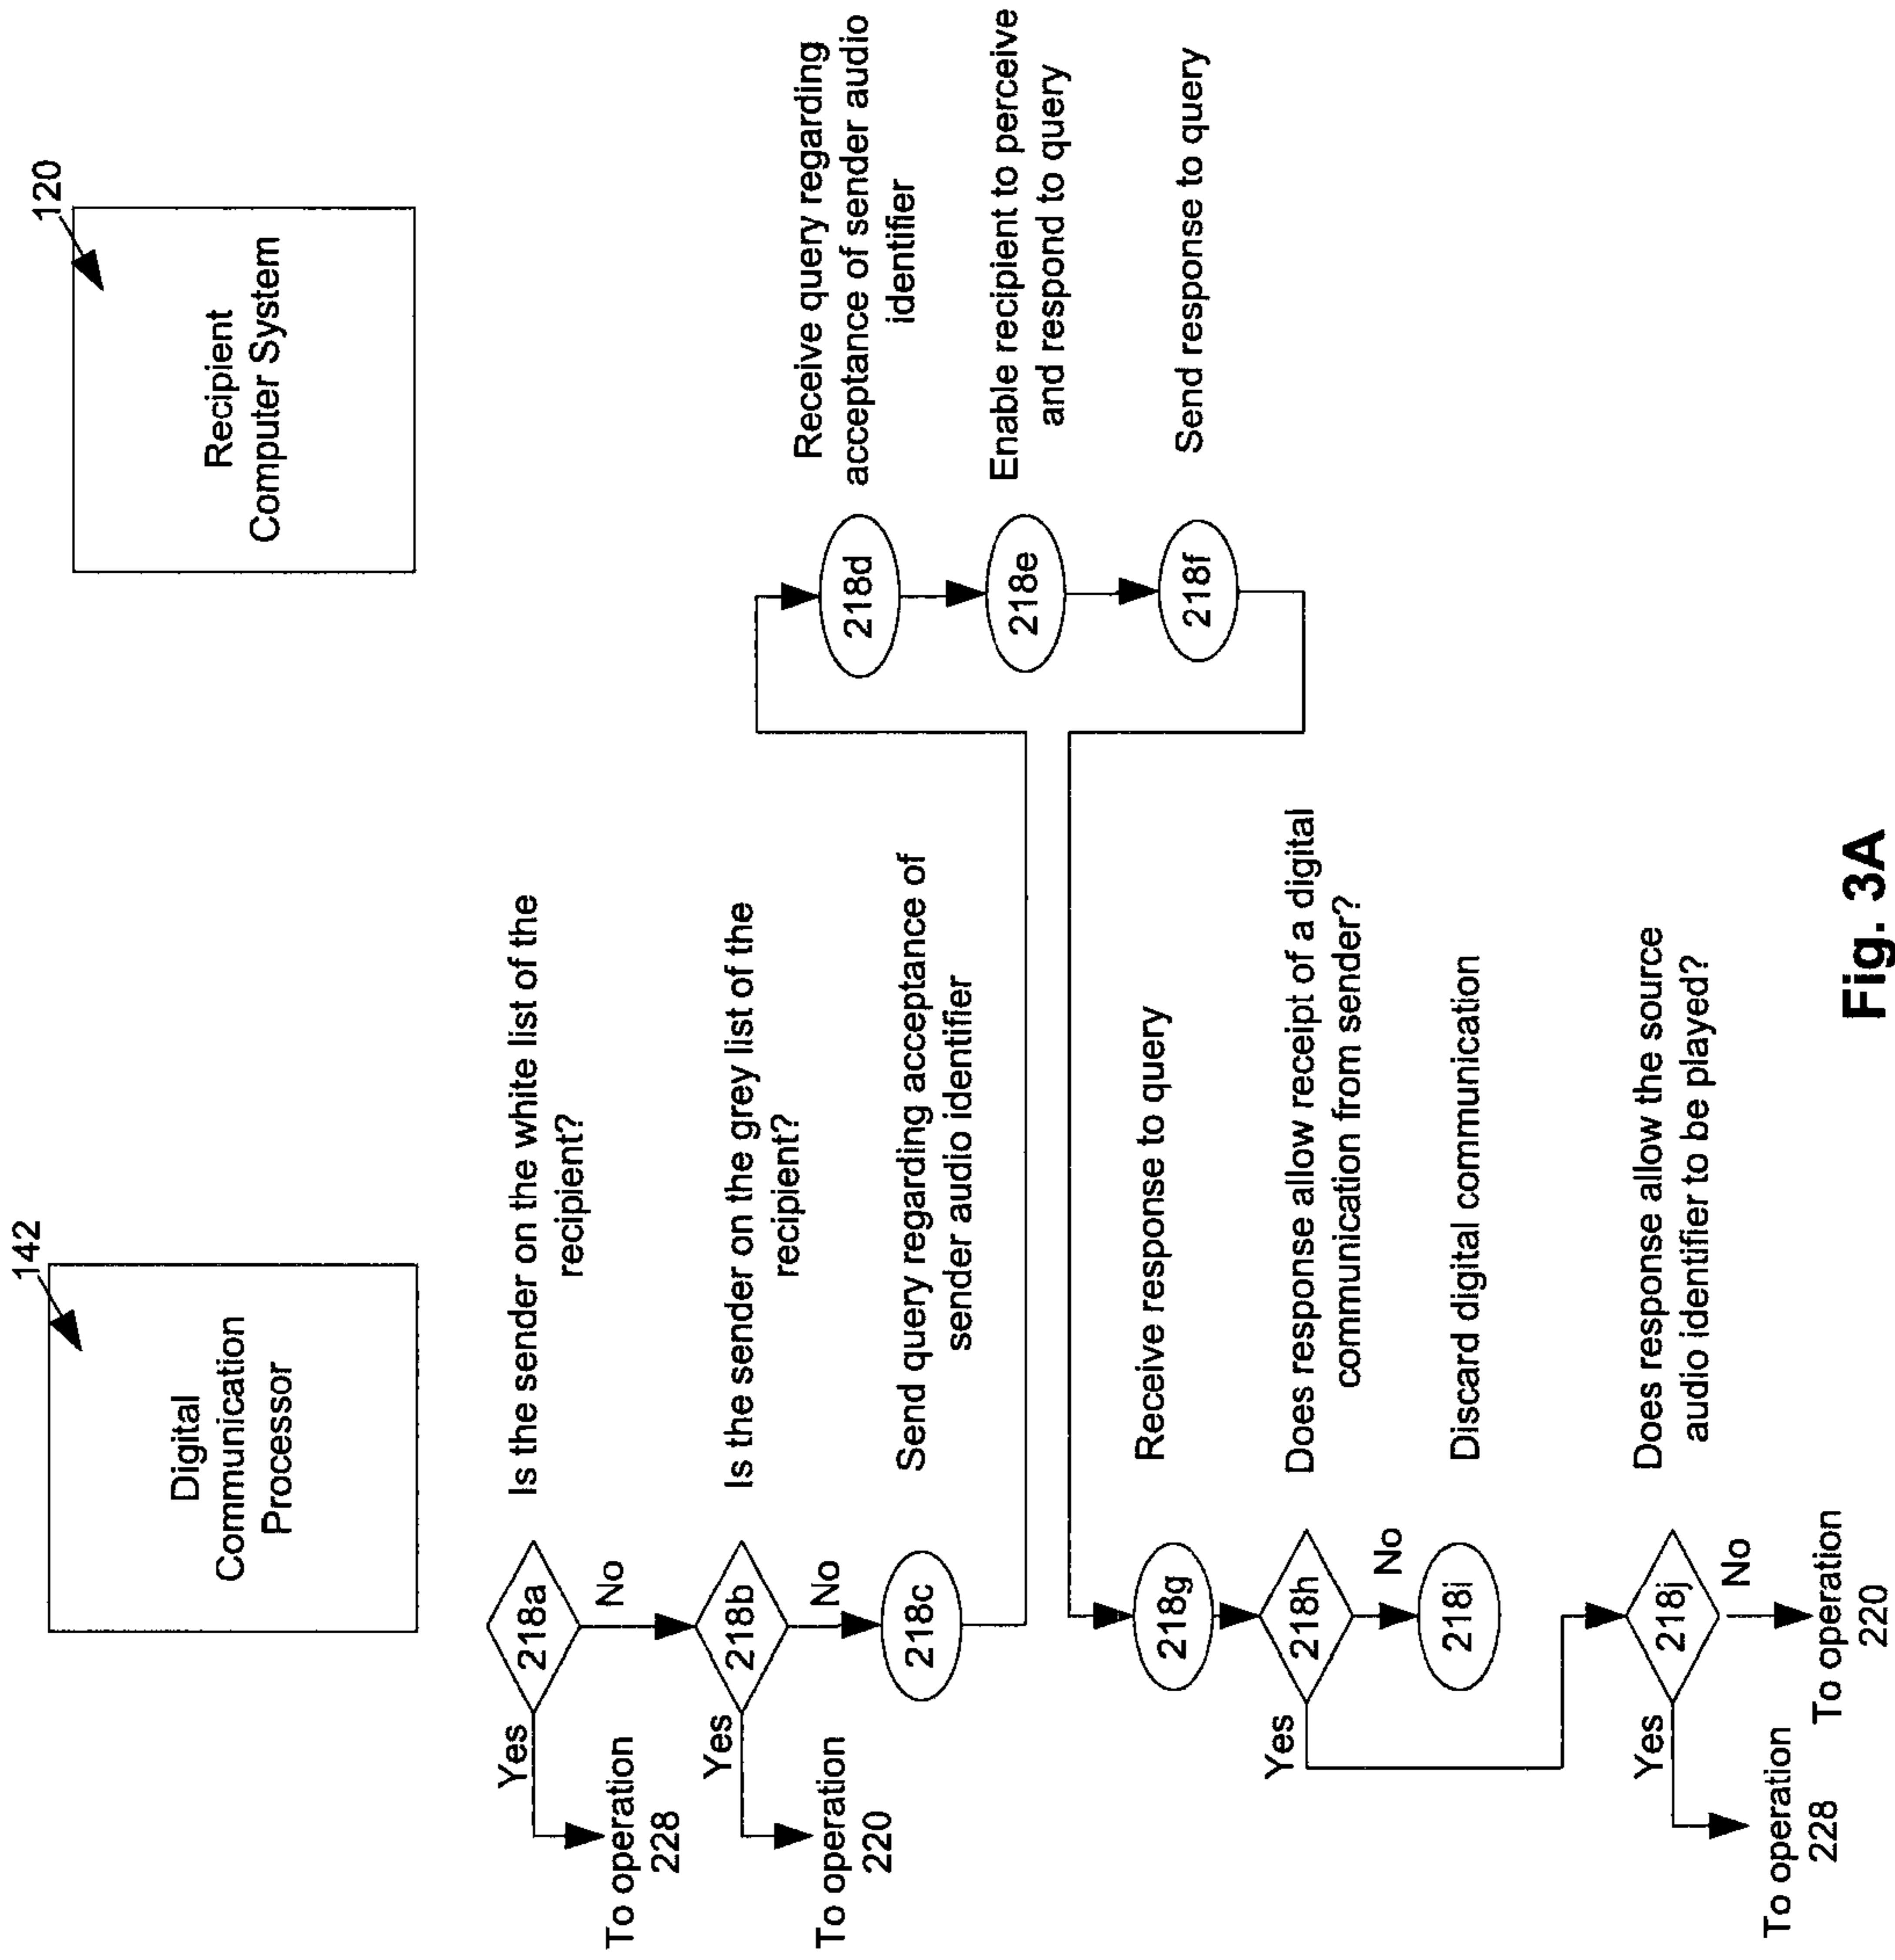 142
Digital
Communication
Processor
120
Recipient
Computer System
218a
Is the sender on the white list of the
recipient?
Yes
No
To operation
228
218b
Is the sender on the grey list of the
recipient?
Yes
No
To operation
220
218c
Send query regarding acceptance of
sender audio identifier
218d
Receive query regarding
acceptance of sender audio
identifier
218e
Enable recipient to perceive
and respond to query
218f
Send response to query
218g
Receive response to query
218h
Does response allow receipt of a digital
communication from sender?
Yes
No
218i
Discard digital communication
218j
Does response allow the source
audio identifier to be played?
Yes
No
To operation
228
To operation
220
Fig. 3A